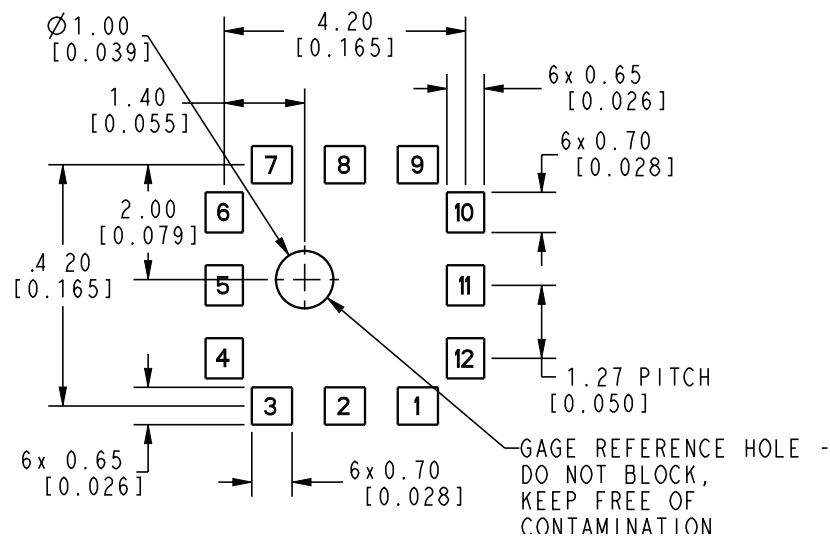 Ø1.00
[0.039]
4.20
[0.165]
6x 0.65
[0.026]
1.40
[0.055]
6x 0.70
[0.028]
7
8
9
2.00
[0.079]
6
10
.4 20
[0.165]
5
11
4
12
1.27 PITCH
[0.050]
3
2
1
6x 0.65
[0.026]
6x 0.70
[0.028]
GAGE REFERENCE HOLE -
DO NOT BLOCK,
KEEP FREE OF
CONTAMINATION